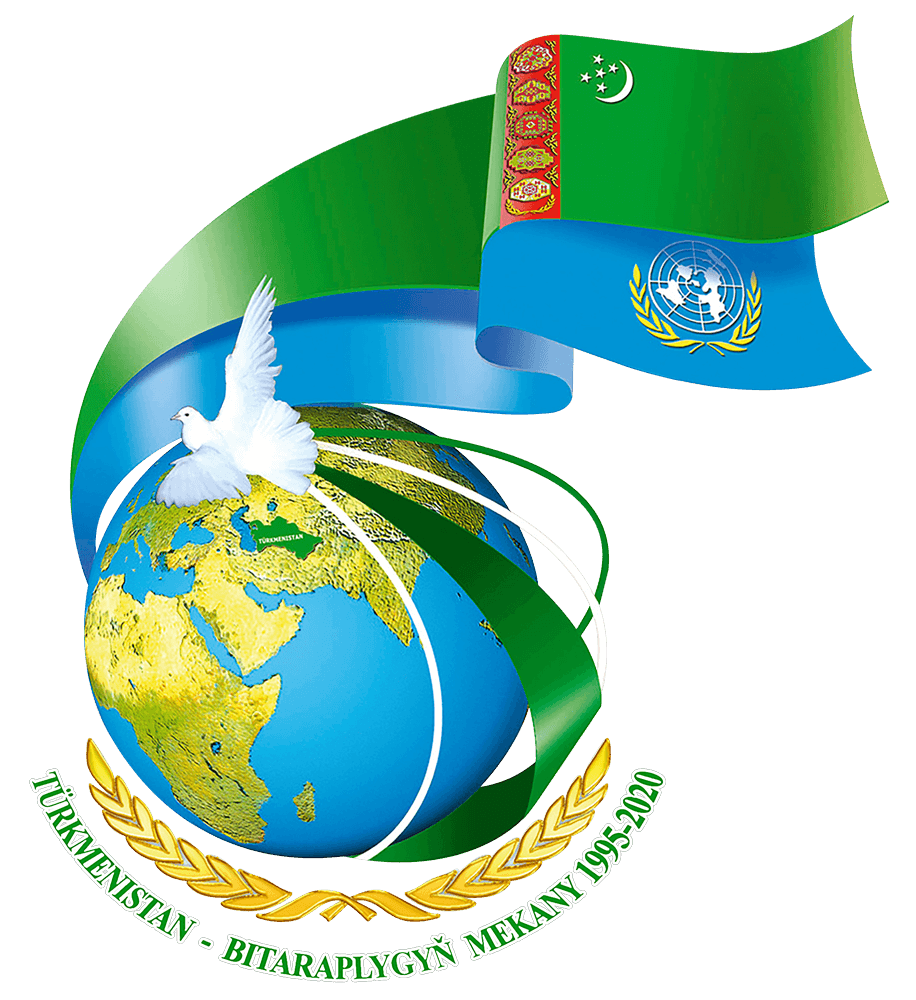 TÜRKMENISTAN
TÜRKMENISTAN - BITARAPLYGYŇ MEKANY 1995-2020